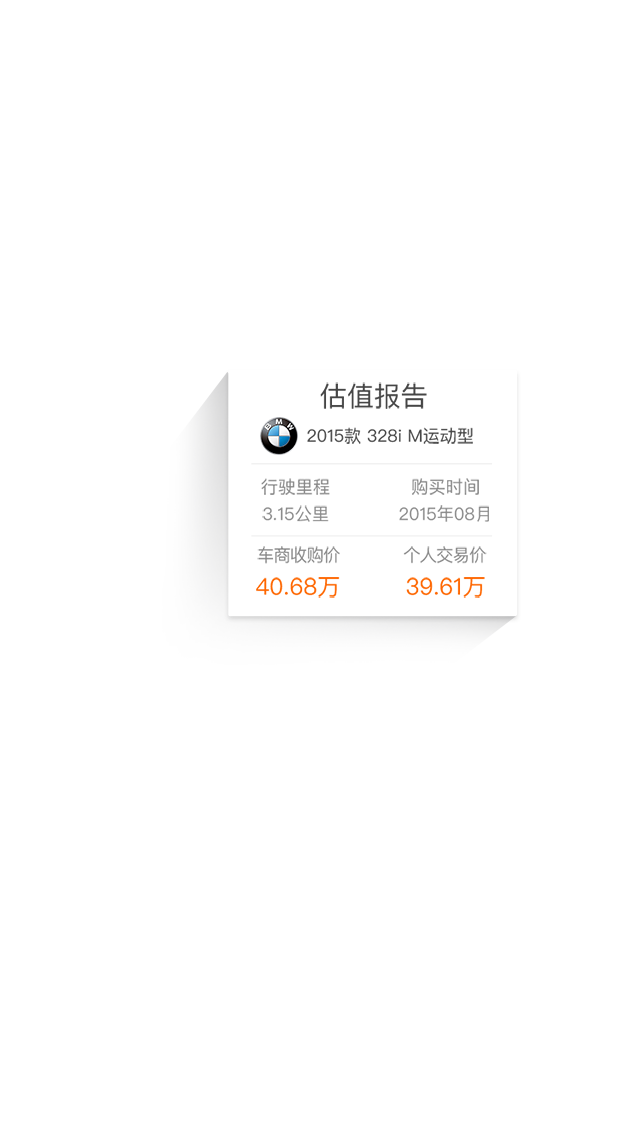 估值报告
BMW
2015款 328i M运动型
行驶里程 购买时间
3.15公里 2015年08月
车商收购价 个人交易价
40.68万 39.61万